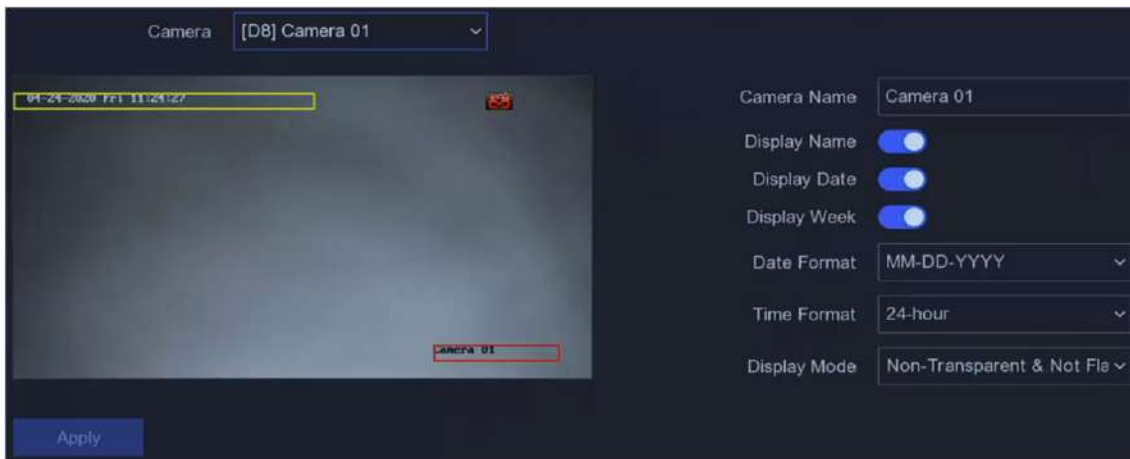 Camera [D8] Camera 01
04-24-2020 Fri 11:24:27
Camera Name Camera 01
Display Name
Display Date
Display Week
Date Format MM-DD-YYYY
Time Format 24-hour
Camera 01
Display Mode Non-Transparent & Not Fla
Apply